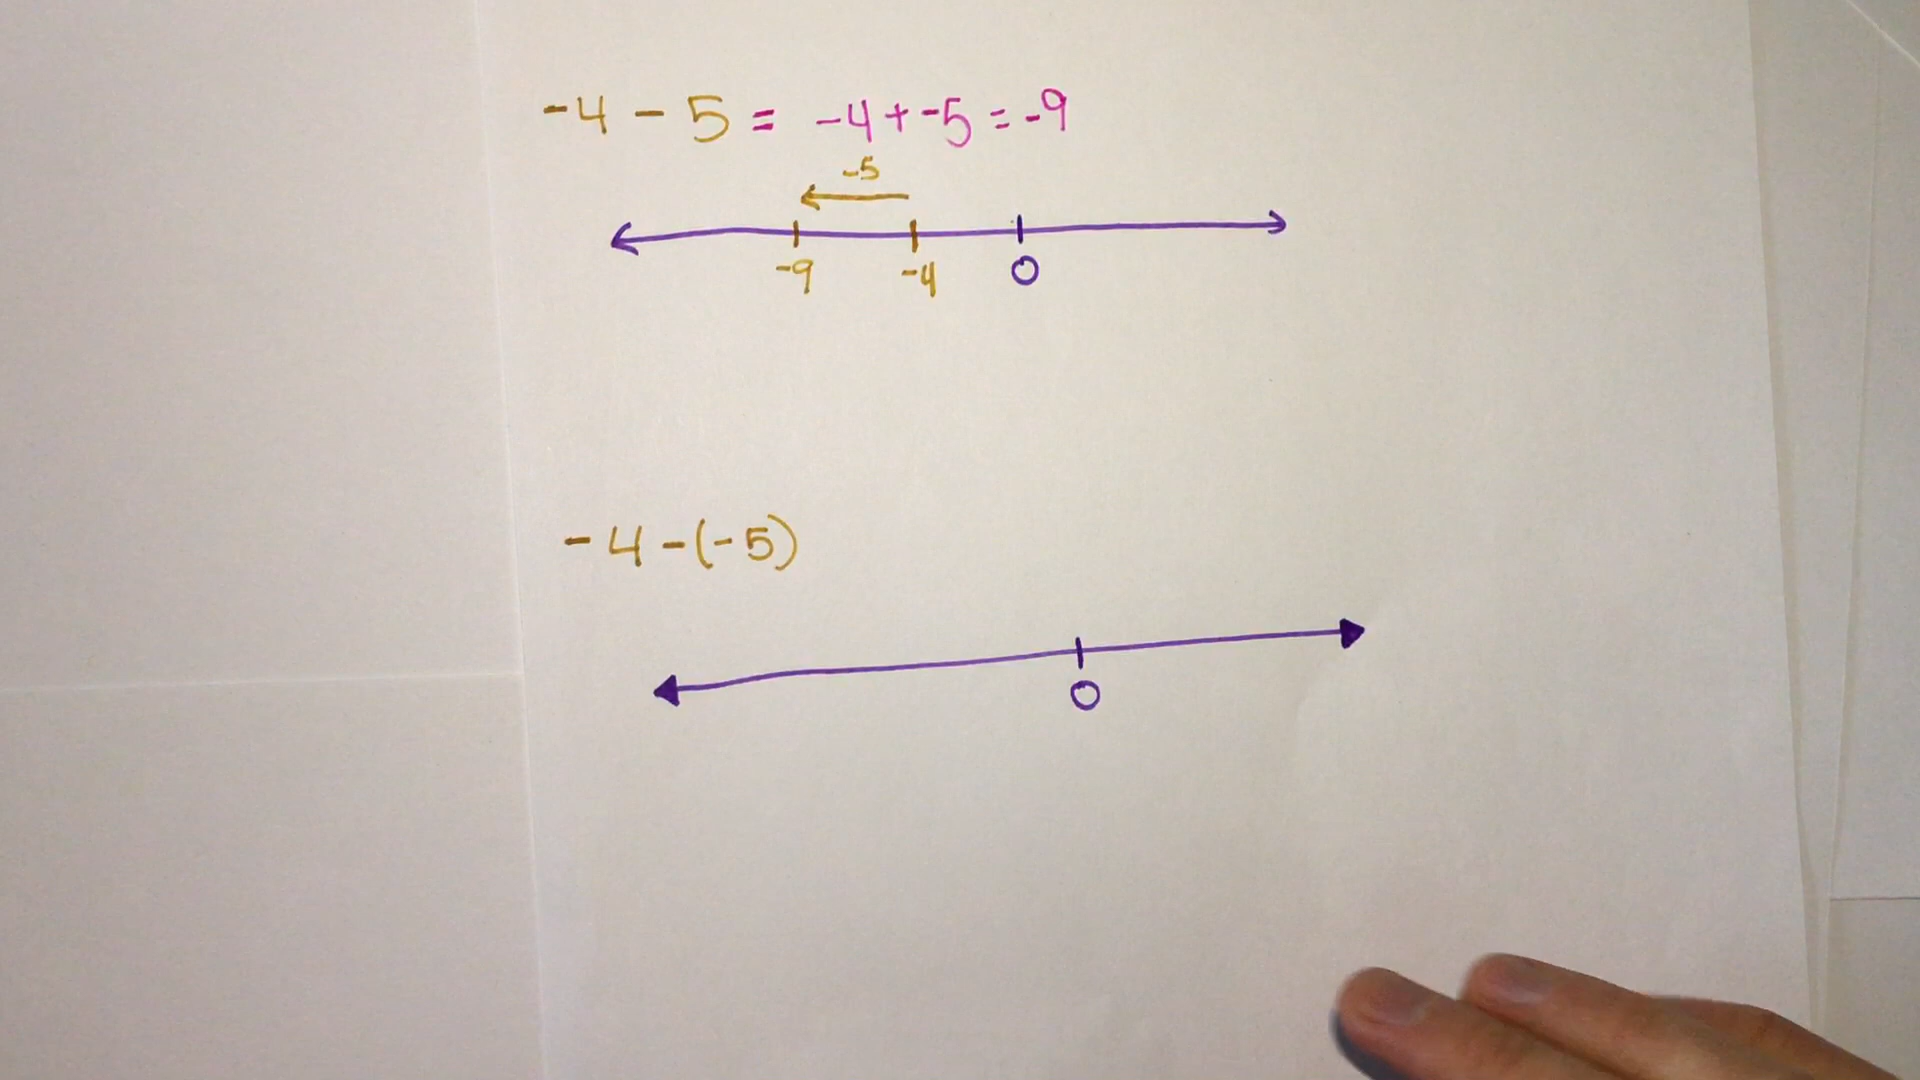 -4 - 5 = -4 + -5 = -9
-5
-9 -4 0
-4 - (-5)
0